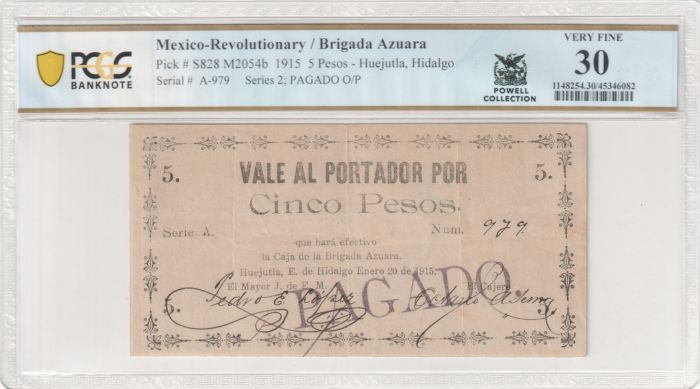 PCGS
BANKNOTE
Mexico-Revolutionary / Brigada Azuara
Pick # S828 M2054b 1915 5 Pesos - Huejutla, Hidalgo
Serial # A-979 Series 2; PAGADO O/P
POWELL
COLLECTION
VERY FINE
30
1148254.30/45346082
5. VALE AL PORTADOR POR 5.
Cinco Pesos.
Serie A. Num. 979.
que hará efectivo
la Caja de la Brigada Azuara.
Huejutla, E. de Hidalgo Enero 20 de 1915.
El Mayor J. de E. M. El Cajero
5. Pedro E. López 5.
PAGADO.